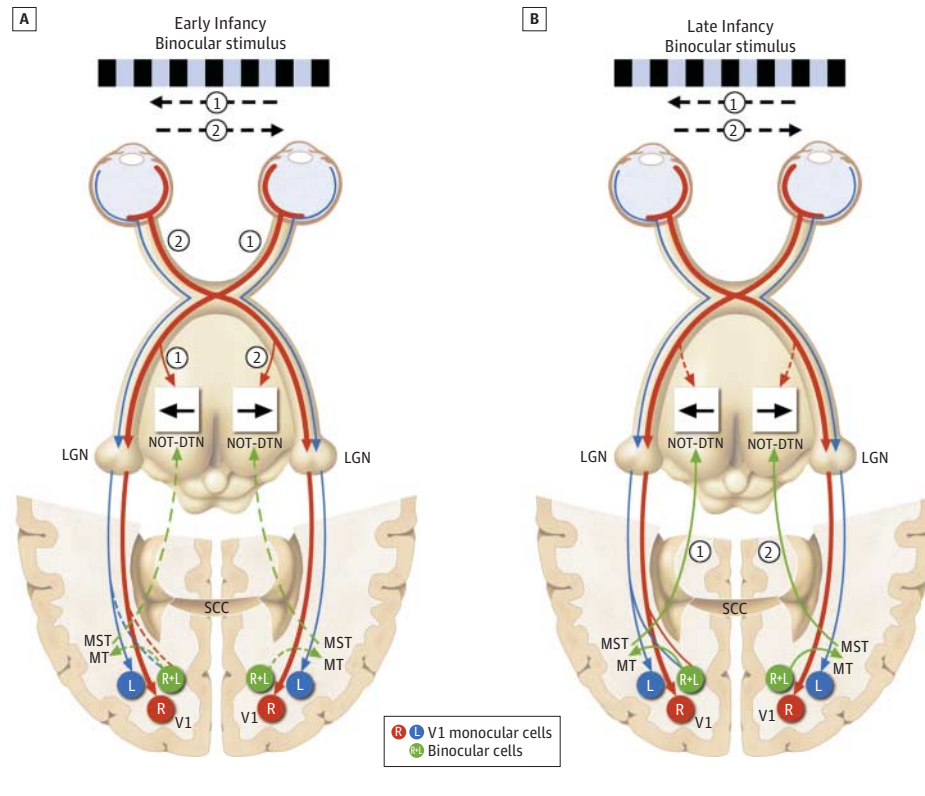 A
Early Infancy
Binocular stimulus
1
2
2
1
1
2
NOT-DTN
NOT-DTN
LGN
LGN
SCC
MST
MT
MST
MT
L
R+L
R
V1
R+L
L
V1
R
B
Late Infancy
Binocular stimulus
1
2
NOT-DTN
NOT-DTN
LGN
LGN
1
2
SCC
MST
MT
MST
MT
L
R+L
R
V1
R+L
L
V1
R
R L V1 monocular cells
R+L Binocular cells